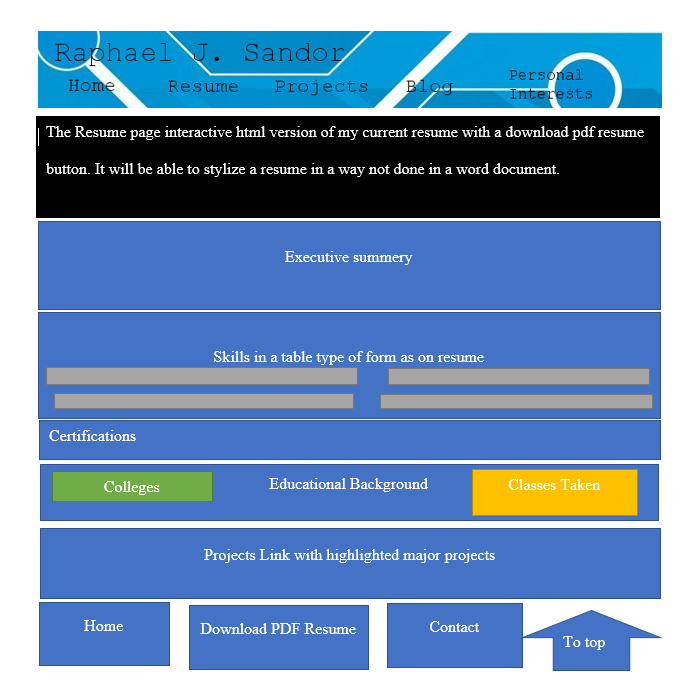 Raphael J. Sandor
Home Resume Projects Blog Personal Interests
The Resume page interactive html version of my current resume with a download pdf resume
button. It will be able to stylize a resume in a way not done in a word document.
Executive summery
Skills in a table type of form as on resume
Certifications
Colleges Educational Background Classes Taken
Projects Link with highlighted major projects
Home Download PDF Resume Contact To top